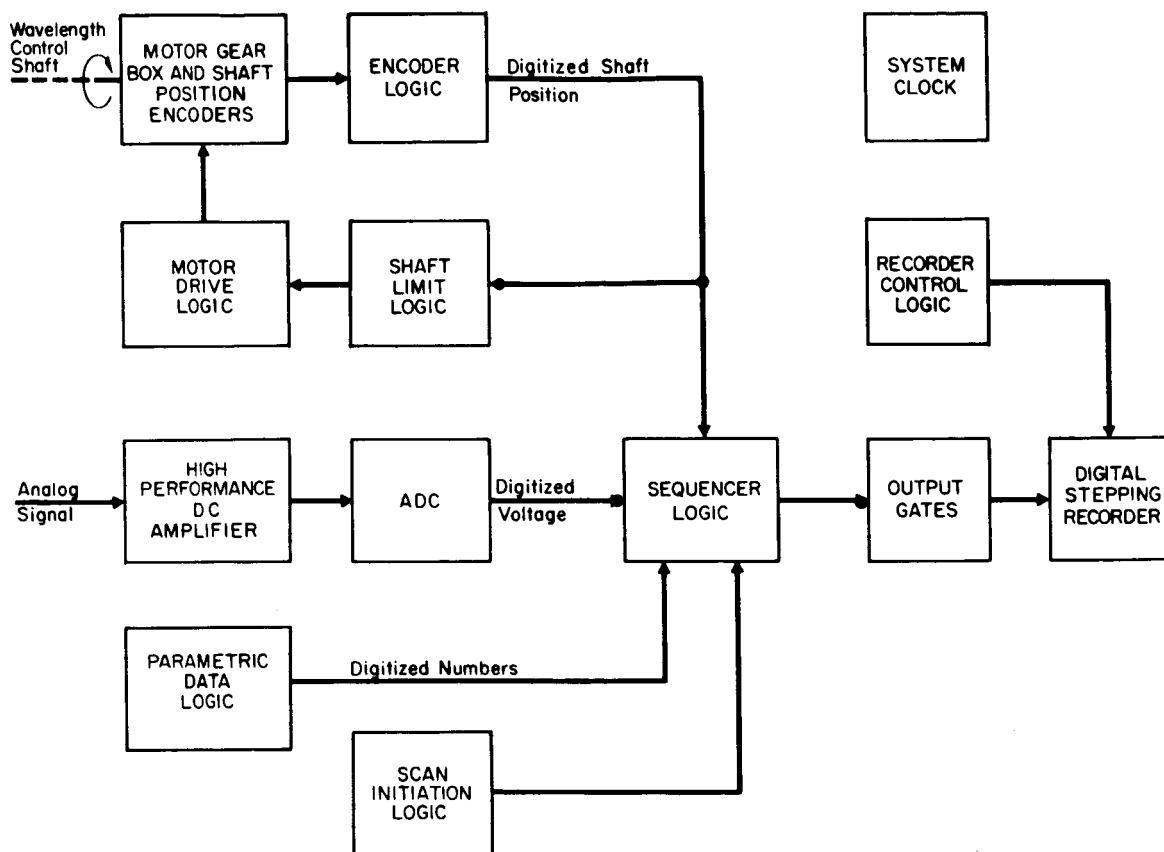 Wavelength
Control
Shaft
MOTOR GEAR
BOX AND SHAFT
POSITION
ENCODERS
ENCODER
LOGIC
Digitized Shaft
Position
SYSTEM
CLOCK
MOTOR
DRIVE
LOGIC
SHAFT
LIMIT
LOGIC
RECORDER
CONTROL
LOGIC
Analog
Signal
HIGH
PERFORMANCE
DC
AMPLIFIER
ADC
Digitized
Voltage
SEQUENCER
LOGIC
OUTPUT
GATES
DIGITAL
STEPPING
RECORDER
PARAMETRIC
DATA
LOGIC
Digitized Numbers
SCAN
INITIATION
LOGIC